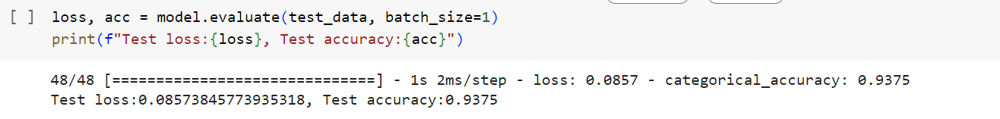 [ ] loss, acc = model.evaluate(test_data, batch_size=1)
print(f"Test loss:{loss}, Test accuracy:{acc}")
48/48 [==============================] - 1s 2ms/step - loss: 0.0857 - categorical_accuracy: 0.9375
Test loss:0.08573845773935318, Test accuracy:0.9375